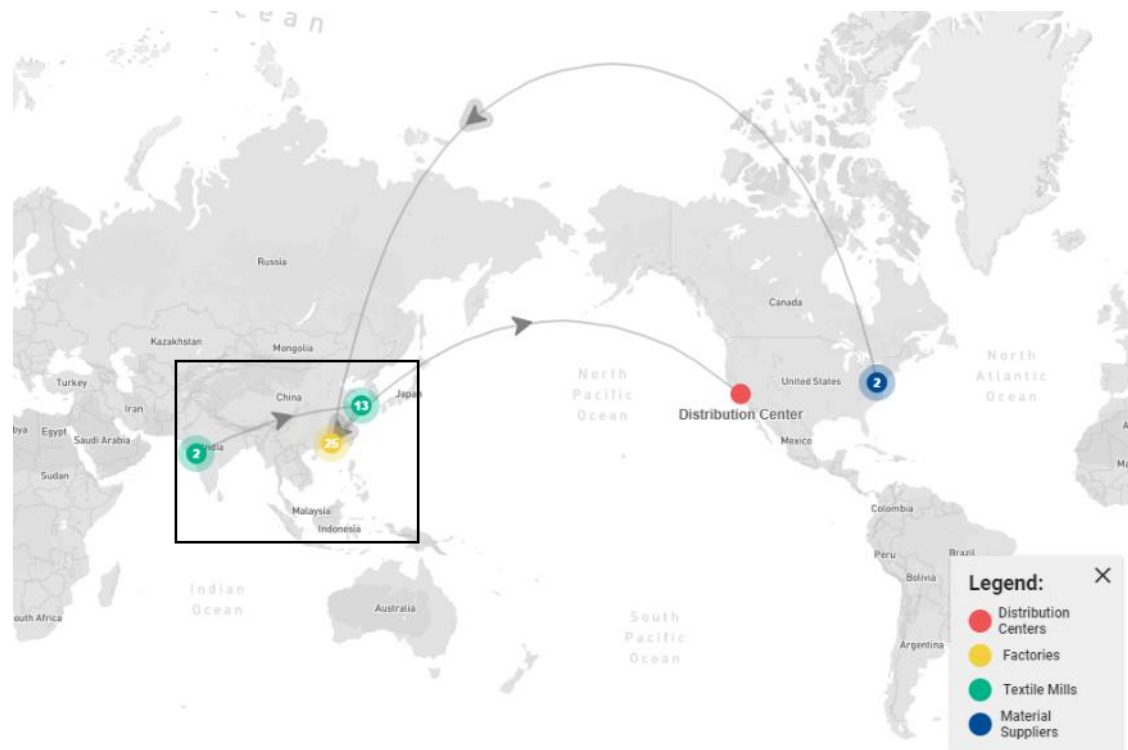 cean
Russia
Canada
Kazakhstan
Mongolia
North
Pacific
Ocean
North
Atlantic
Ocean
United States
2
Turkey
China
Japan
13
Distribution Center
Iran
Egypt
Saudi Arabia
India
2
25
Mexico
Sudan
Malaysia
Indonesia
Colombia
Peru
Brazil
Bolivia
Indian
Ocean
Australia
South
Pacific
Ocean
outh Africa
Argentina
Legend:
Distribution
Centers
Factories
Textile Mills
Material
Suppliers